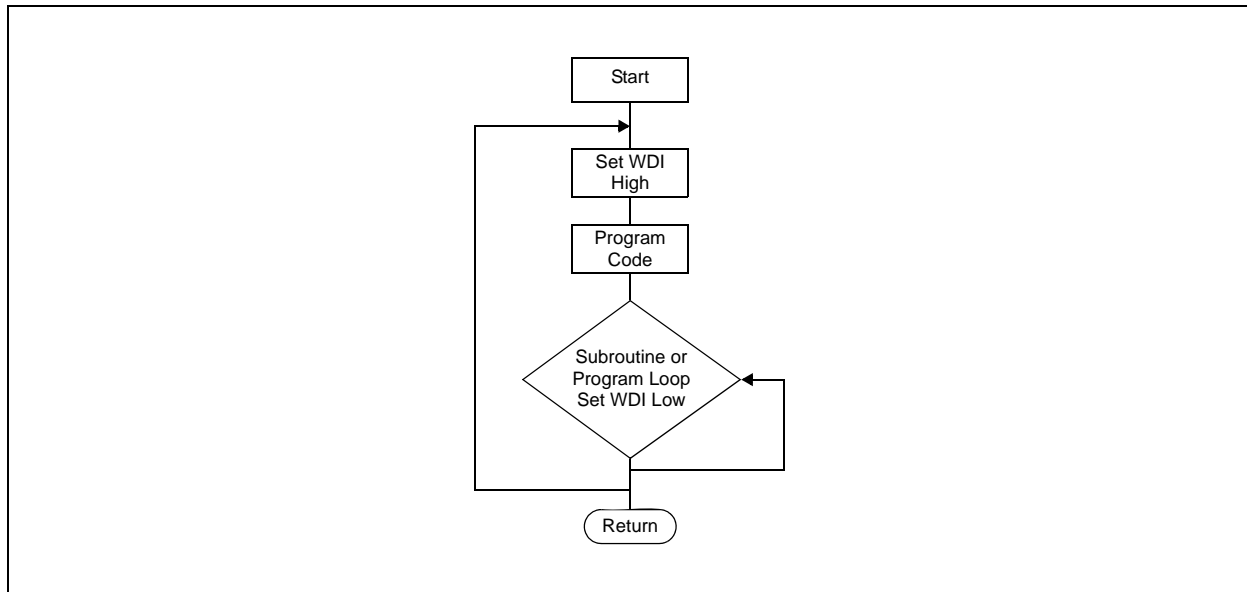 Start
Set WDI
High
Program
Code
Subroutine or
Program Loop
Set WDI Low
Return